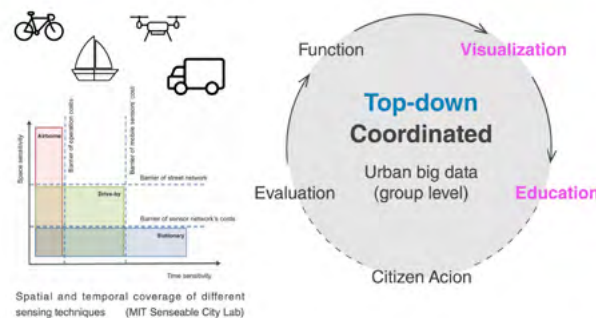 Space sensitivity
Airborne
Barrier of operation costs
Barrier of mobile sensors' cost
Barrier of street network
Drive-by
Barrier of sensor network's costs
Stationary
Time sensitivity
Spatial and temporal coverage of different
sensing techniques (MIT Senseable City Lab)
Function
Visualization
Top-down
Coordinated
Urban big data
(group level)
Evaluation
Education
Citizen Acion